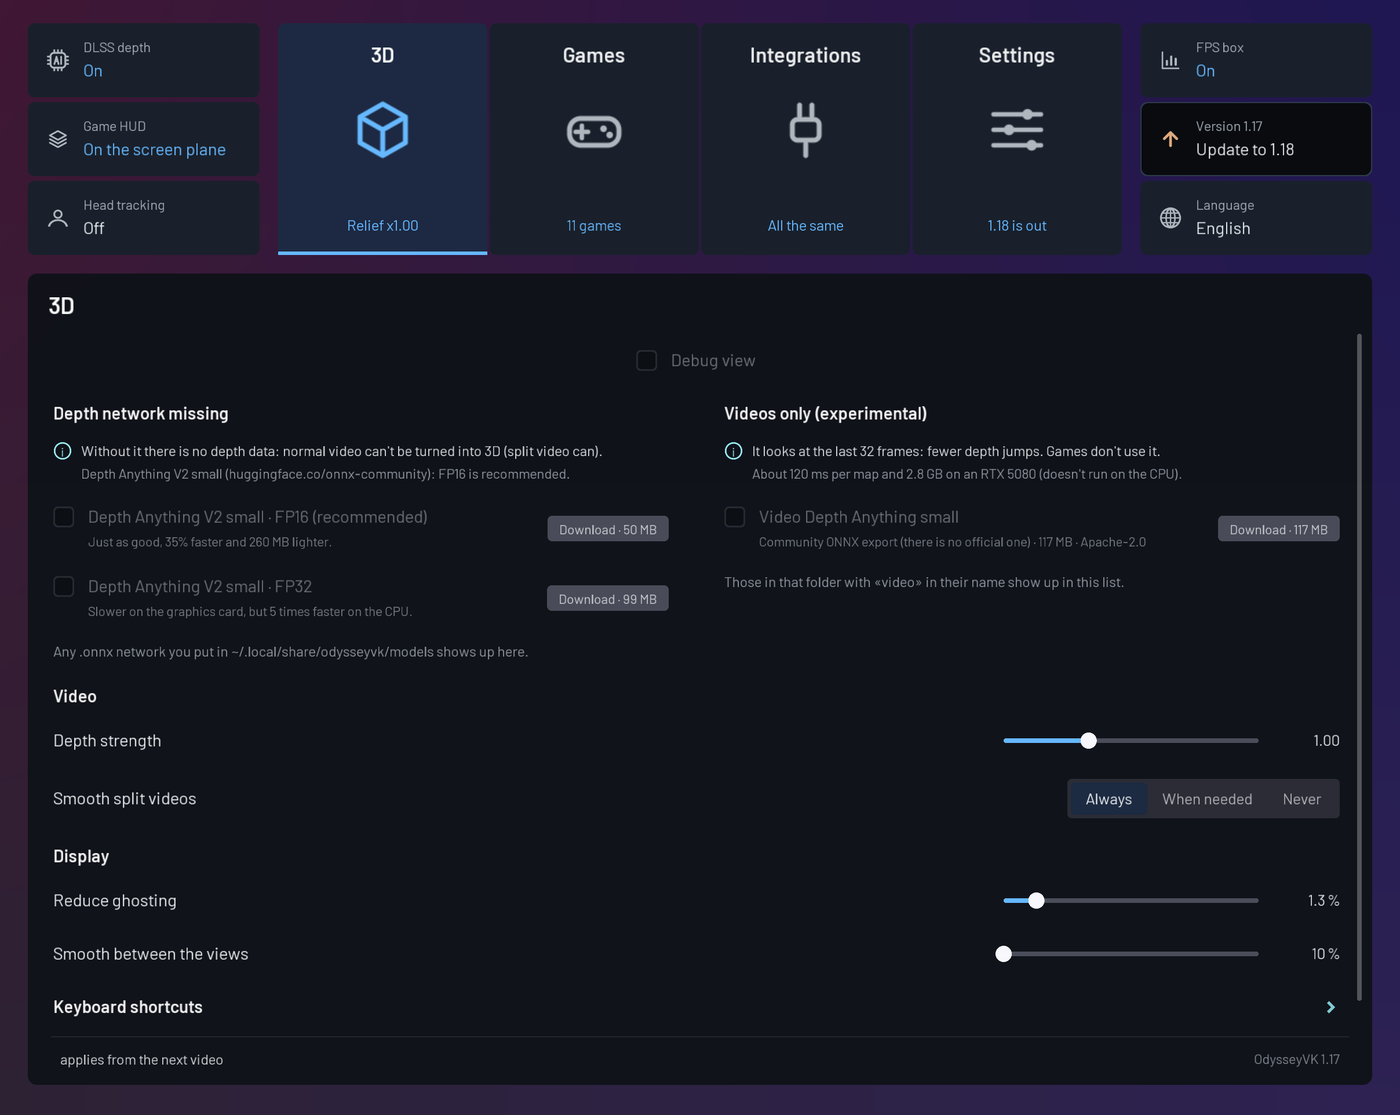 DLSS depth
On
Game HUD
On the screen plane
Head tracking
Off
3D
Relief x1.00
Games
11 games
Integrations
All the same
Settings
1.18 is out
FPS box
On
Version 1.17
Update to 1.18
Language
English
3D
Debug view
Depth network missing
Without it there is no depth data: normal video can't be turned into 3D (split video can).
Depth Anything V2 small (huggingface.co/onnx-community): FP16 is recommended.
Depth Anything V2 small · FP16 (recommended)
Just as good, 35% faster and 260 MB lighter.
Download · 50 MB
Depth Anything V2 small · FP32
Slower on the graphics card, but 5 times faster on the CPU.
Download · 99 MB
Any .onnx network you put in ~/.local/share/odysseyvk/models shows up here.
Videos only (experimental)
It looks at the last 32 frames: fewer depth jumps. Games don't use it.
About 120 ms per map and 2.8 GB on an RTX 5080 (doesn't run on the CPU).
Video Depth Anything small
Community ONNX export (there is no official one) · 117 MB · Apache-2.0
Download · 117 MB
Those in that folder with «video» in their name show up in this list.
Video
Depth strength
1.00
Smooth split videos
Always When needed Never
Display
Reduce ghosting
1.3 %
Smooth between the views
10 %
Keyboard shortcuts
applies from the next video
OdysseyVK 1.17
AI